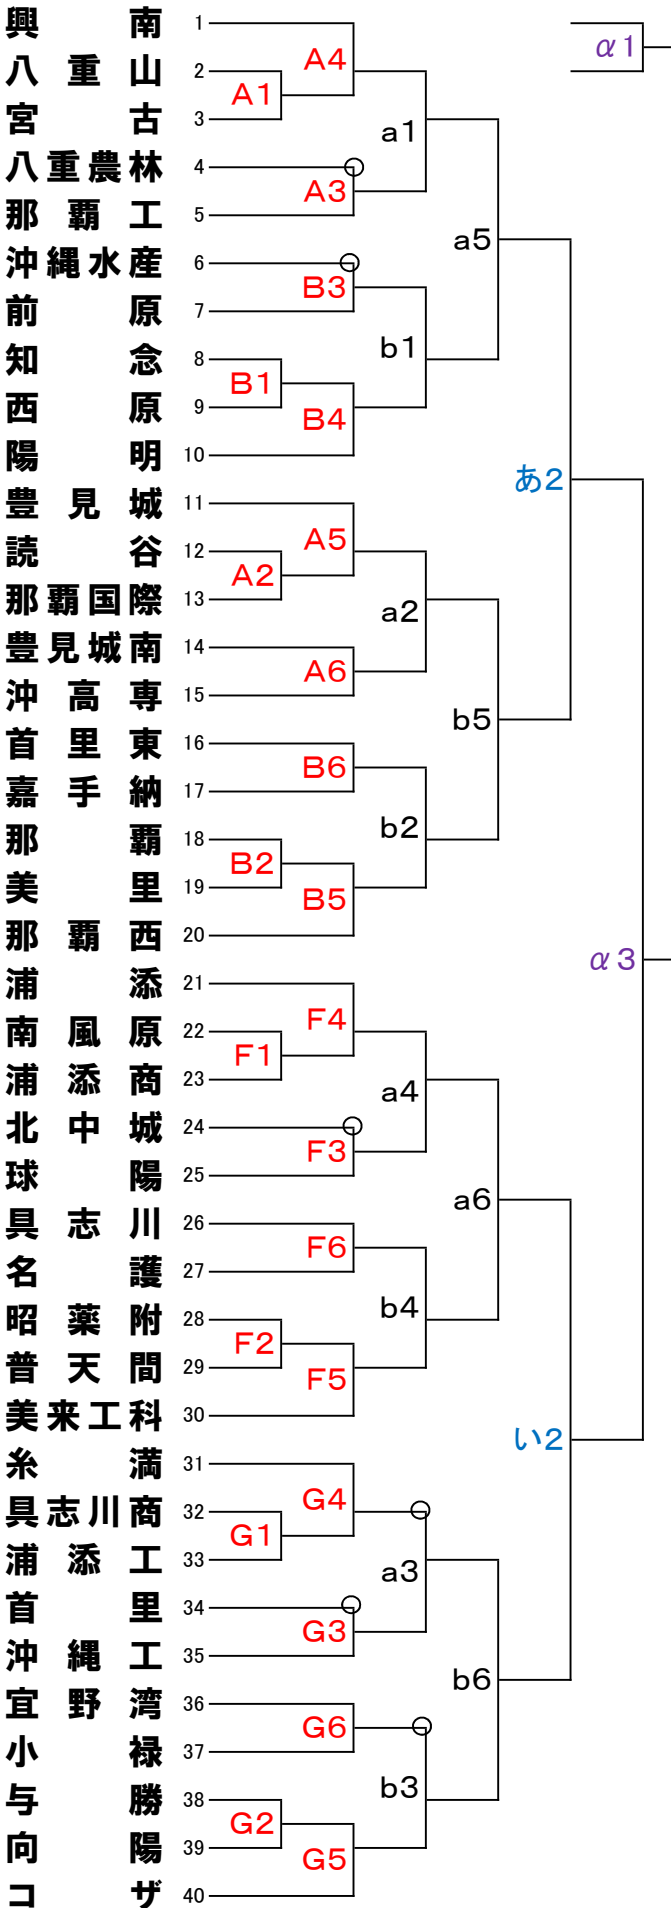 興南 1
八重山 2
宮古 3
八重農林 4
那覇工 5
沖縄水産 6
前原 7
知念 8
西原 9
陽明 10
豊見城 11
読谷 12
那覇国際 13
豊見城南 14
沖高専 15
首里東 16
嘉手納 17
那覇 18
美里 19
那覇西 20
浦添 21
南風原 22
浦添商 23
北中城 24
球陽 25
具志川 26
名護 27
昭薬附 28
普天間 29
美来工科 30
糸満 31
具志川商 32
浦添工 33
首里 34
沖縄工 35
宜野湾 36
小禄 37
与勝 38
向陽 39
コザ 40
A1
B1
A2
B2
F1
F2
G1
G2
A4
A3
B3
B4
A5
A6
B6
B5
F4
F3
F6
F5
G4
G3
G6
G5
a1
b1
a2
b2
a4
b4
a3
b3
a5
b5
a6
b6
あ2
い2
α1
α3